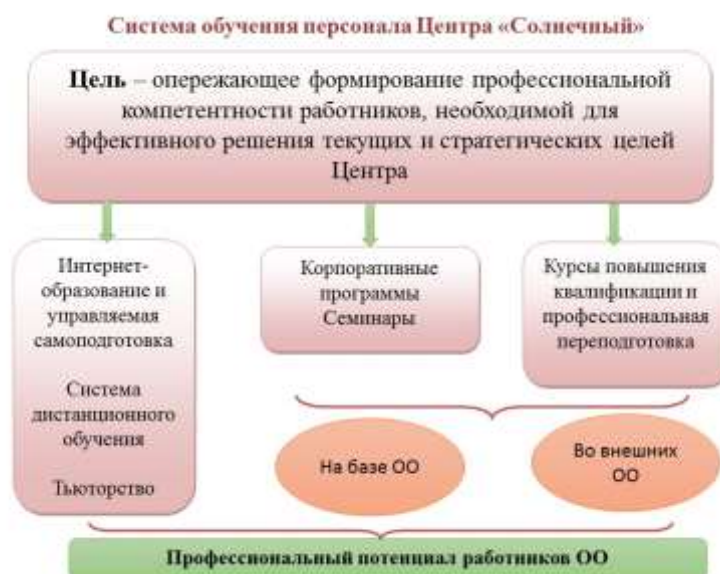 Система обучения персонала Центра «Солнечный»
Цель – опережающее формирование профессиональной
компетентности работников, необходимой для
эффективного решения текущих и стратегических целей
Центра
Интернет-
образование и
управляемая
самоподготовка
Система
дистанционного
обучения
Тьюторство
Корпоративные
программы
Семинары
Курсы повышения
квалификации и
профессиональная
переподготовка
На базе ОО
Во внешних
ОО
Профессиональный потенциал работников ОО